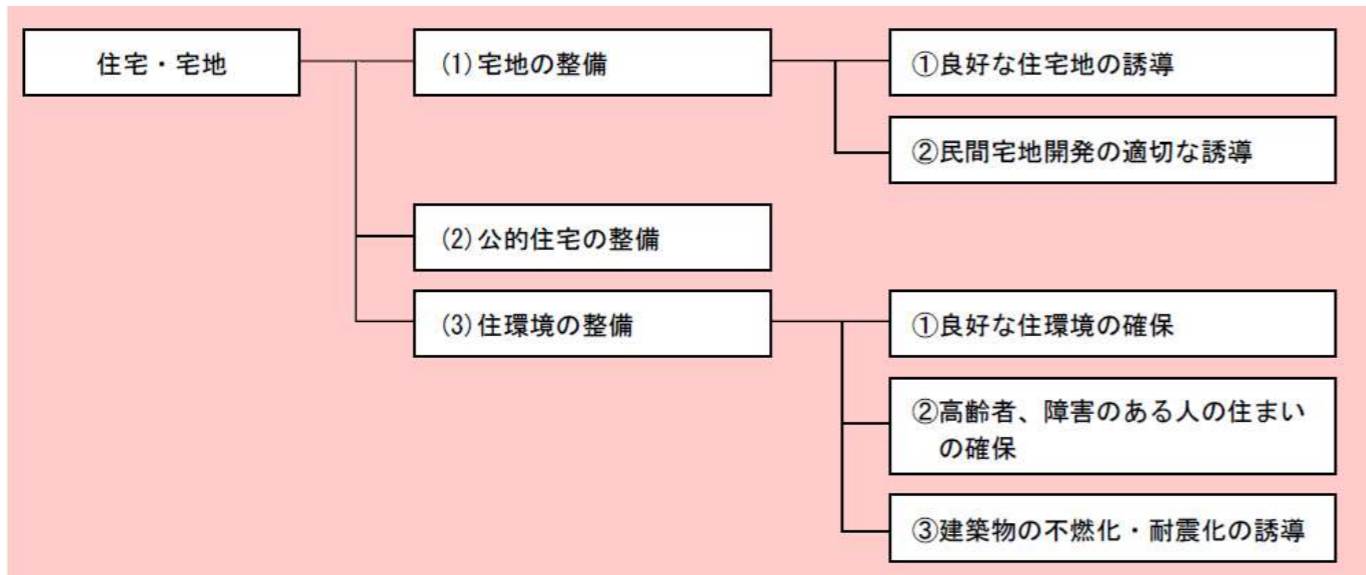 住宅・宅地
(1)宅地の整備
①良好な住宅地の誘導
②民間宅地開発の適切な誘導
(2)公的住宅の整備
(3)住環境の整備
①良好な住環境の確保
②高齢者、障害のある人の住まい
の確保
③建築物の不燃化・耐震化の誘導